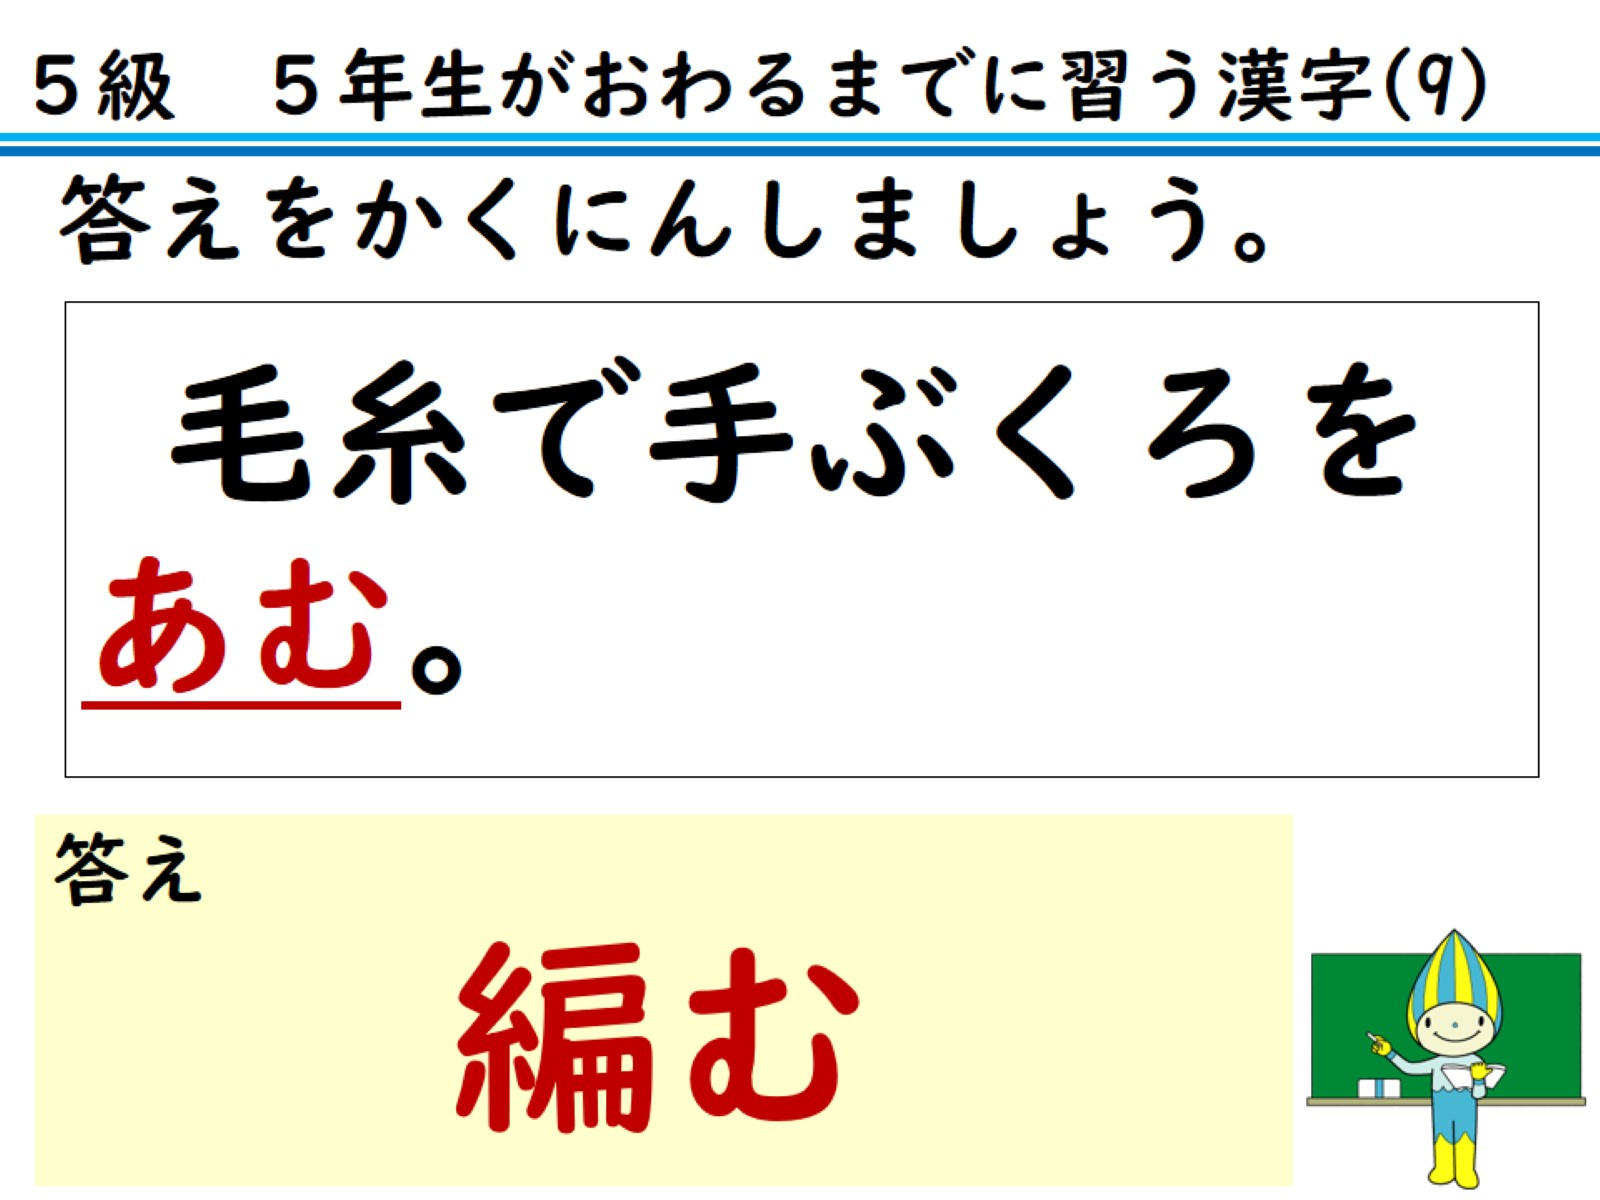 ５級　５年生がおわるまでに習う漢字(9)
答えをかくにんしましょう。
毛糸で手ぶくろを
あむ。
答え
編む